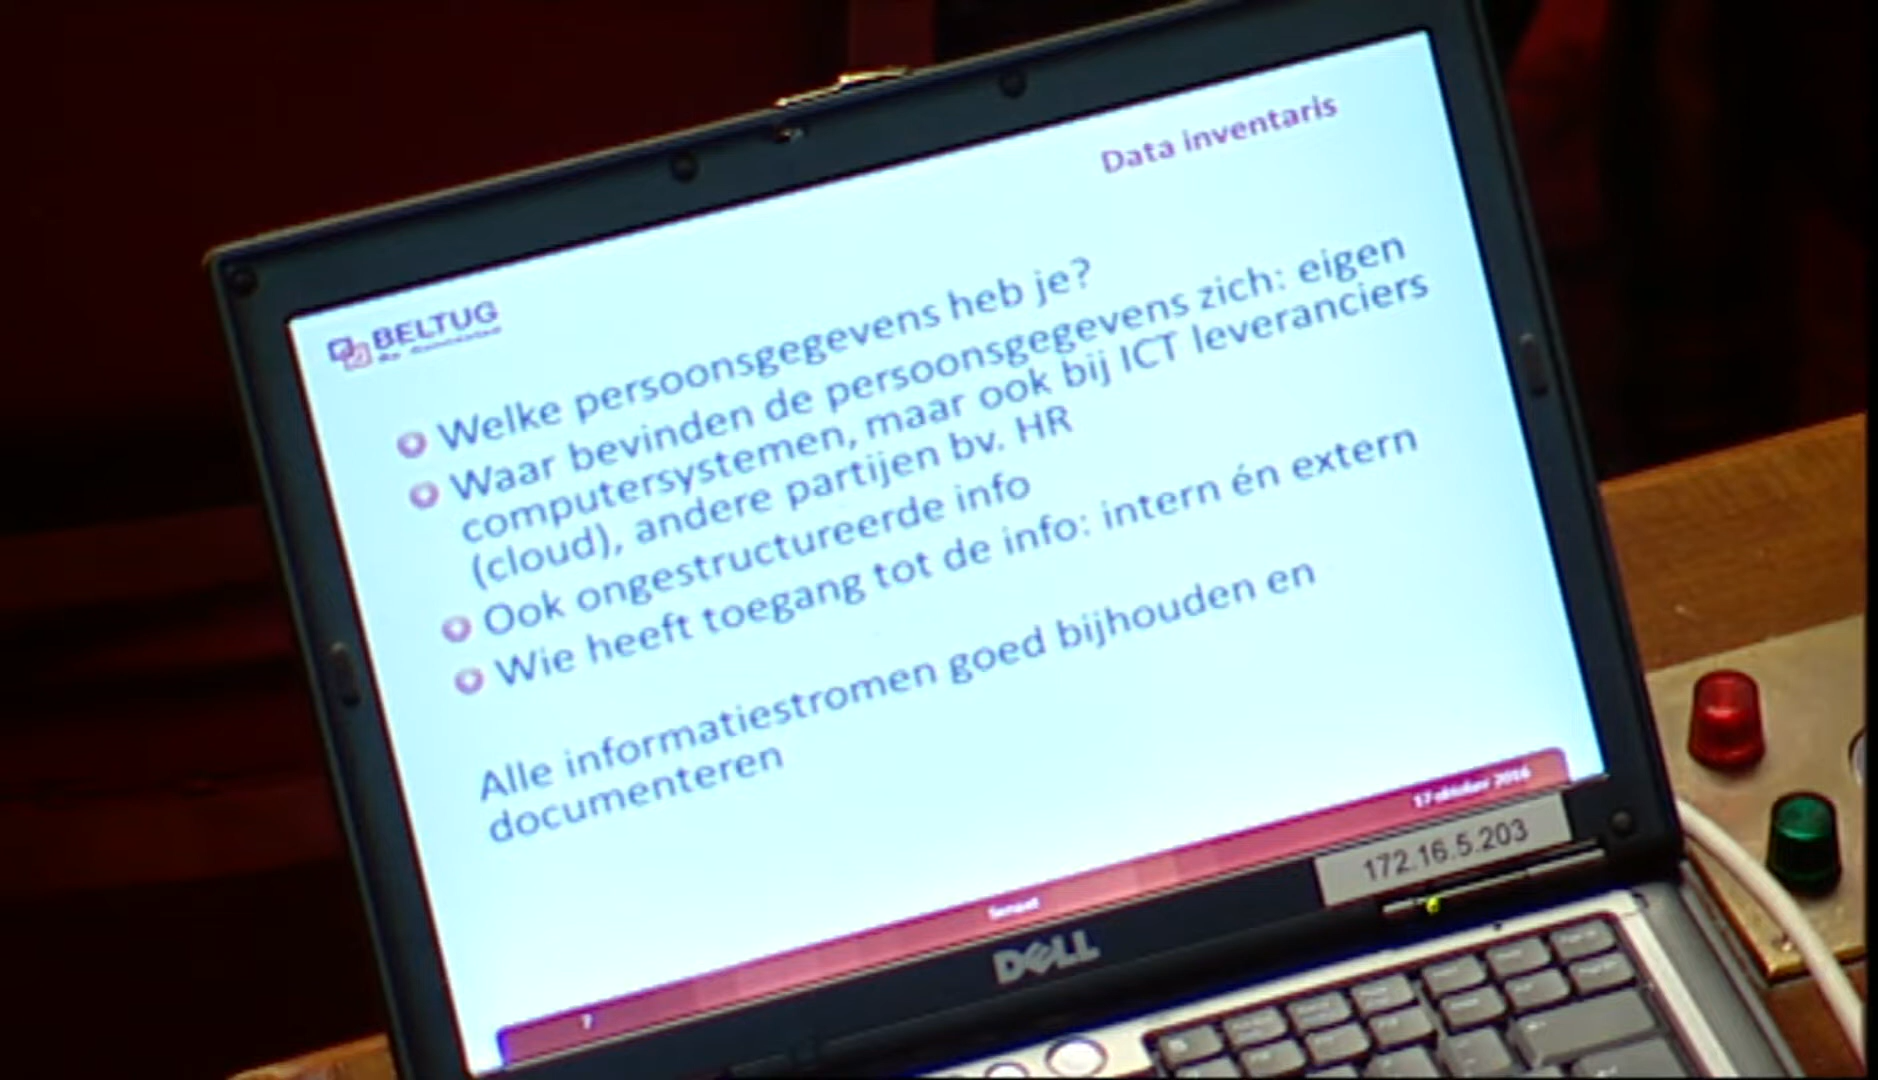 Data inventaris
BELTUG
Welke persoonsgegevens heb je?
Waar bevinden de persoonsgegevens zich: eigen
computersystemen, maar ook bij ICT leveranciers
(cloud), andere partijen bv. HR
Ook ongestructureerde info
Wie heeft toegang tot de info: intern én extern
Alle informatiestromen goed bijhouden en
documenteren
17 oktober 2016
Senaat
7
172.16.5.203
DELL